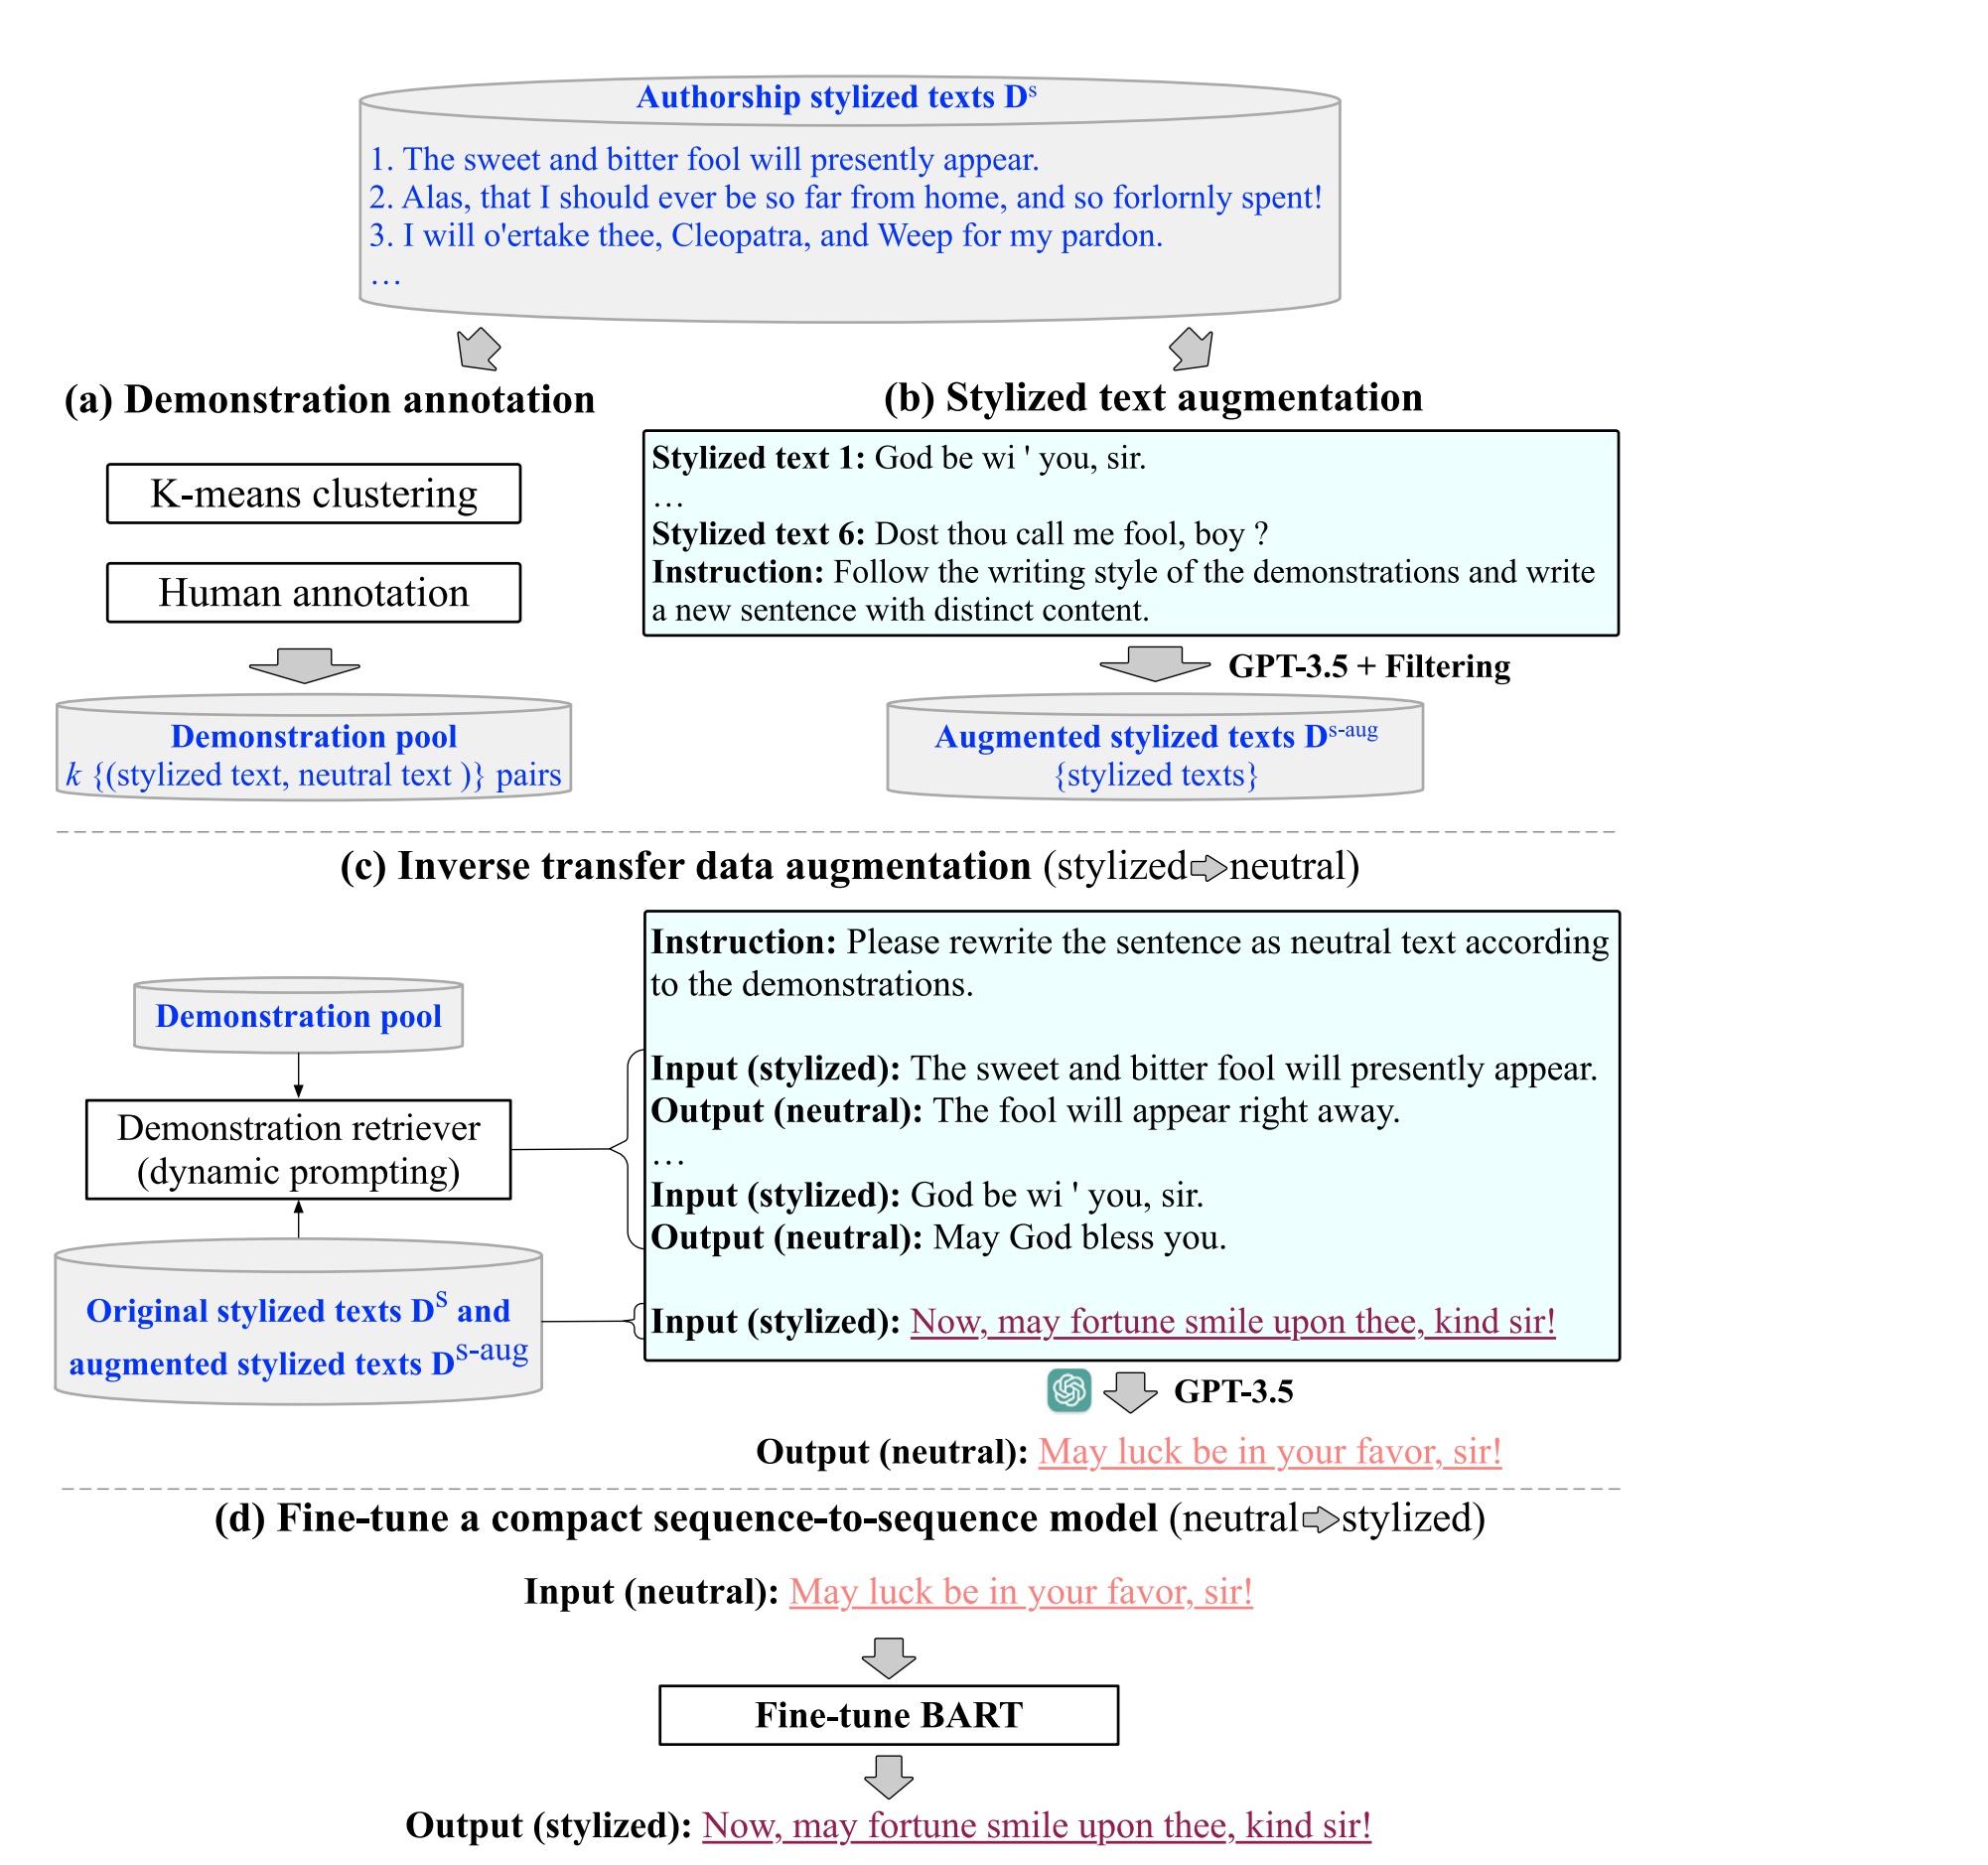 Authorship stylized texts Dˢ
1. The sweet and bitter fool will presently appear.
2. Alas, that I should ever be so far from home, and so forlornly spent!
3. I will o'ertake thee, Cleopatra, and Weep for my pardon.
…
(a) Demonstration annotation
K-means clustering
Human annotation
Demonstration pool
k {(stylized text, neutral text )} pairs
(b) Stylized text augmentation
Stylized text 1: God be wi ' you, sir.
…
Stylized text 6: Dost thou call me fool, boy ?
Instruction: Follow the writing style of the demonstrations and write
a new sentence with distinct content.
GPT-3.5 + Filtering
Augmented stylized texts D^s-aug
{stylized texts}
(c) Inverse transfer data augmentation (stylized neutral)
Demonstration pool
Demonstration retriever
(dynamic prompting)
Original stylized texts D^S and
augmented stylized texts D^s-aug
Instruction: Please rewrite the sentence as neutral text according
to the demonstrations.
Input (stylized): The sweet and bitter fool will presently appear.
Output (neutral): The fool will appear right away.
…
Input (stylized): God be wi ' you, sir.
Output (neutral): May God bless you.
Input (stylized): Now, may fortune smile upon thee, kind sir!
GPT-3.5
Output (neutral): May luck be in your favor, sir!
(d) Fine-tune a compact sequence-to-sequence model (neutral stylized)
Input (neutral): May luck be in your favor, sir!
Fine-tune BART
Output (stylized): Now, may fortune smile upon thee, kind sir!